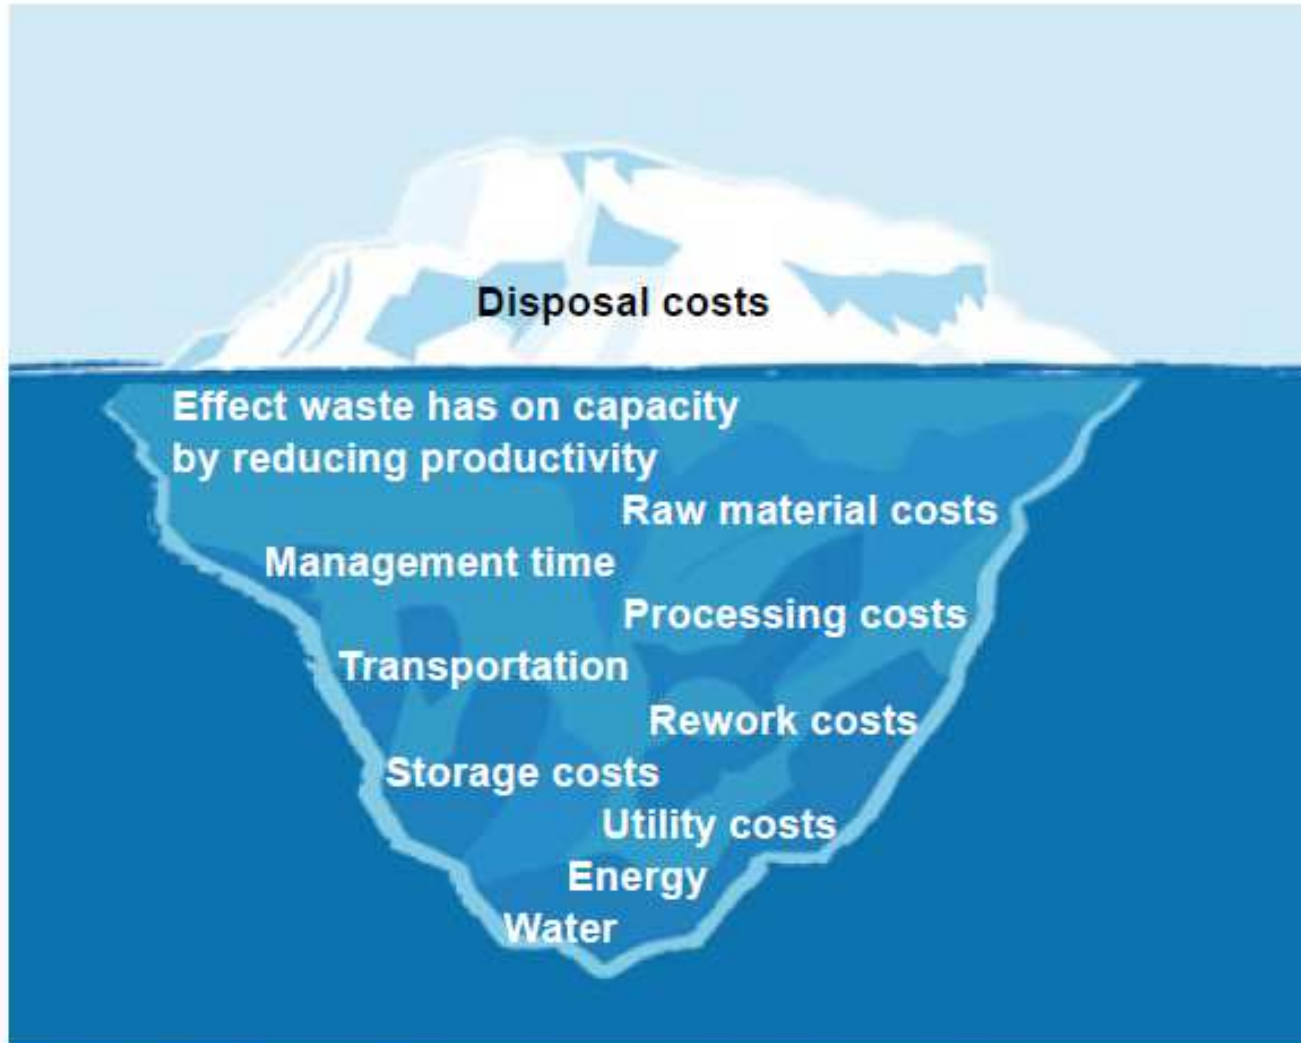 Disposal costs
Effect waste has on capacity
by reducing productivity
Raw material costs
Management time
Processing costs
Transportation
Rework costs
Storage costs
Utility costs
Energy
Water